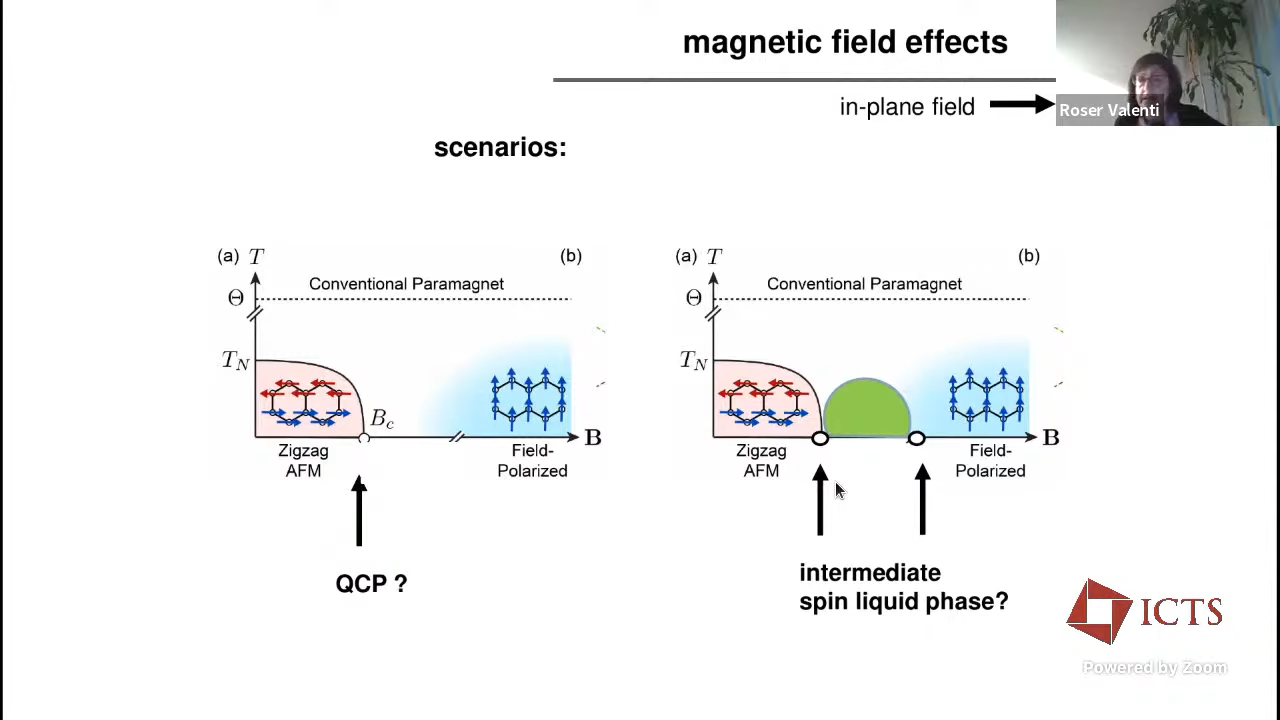 magnetic field effects
in-plane field
Roser Valenti
scenarios:
(a) T (b)
Conventional Paramagnet
Θ
T_N
B_c
B
Zigzag
AFM
Field-
Polarized
QCP ?
(a) T (b)
Conventional Paramagnet
Θ
T_N
B
Zigzag
AFM
Field-
Polarized
intermediate
spin liquid phase?
ICTS
Powered by Zoom